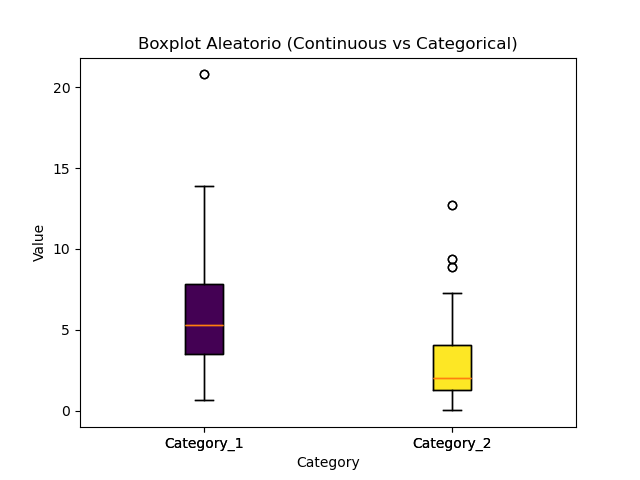 Boxplot Aleatorio (Continuous vs Categorical)
20
15
10
5
0
Value
Category_1
Category_2
Category